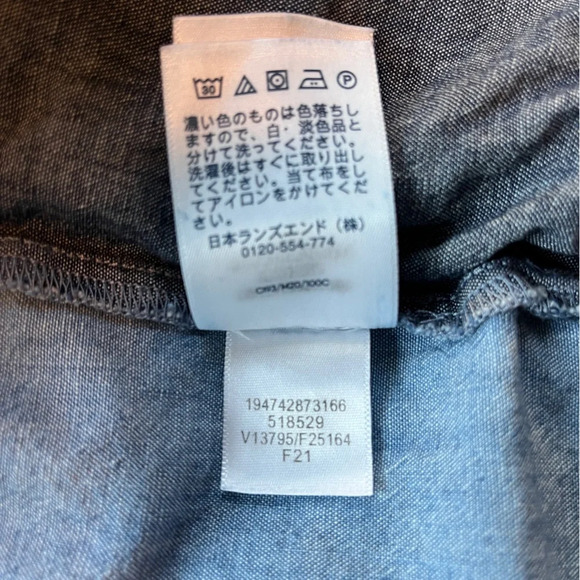 30 P
濃い色のものは色落ちし
ますので、白・淡色品と
分けて洗ってください。
洗濯後はすぐに取り出し
てください。当て布をし
てアイロンをかけてくだ
さい。
日本ランズエンド（株）
0120-554-774
194742873166
518529
V13795/F25164
F21